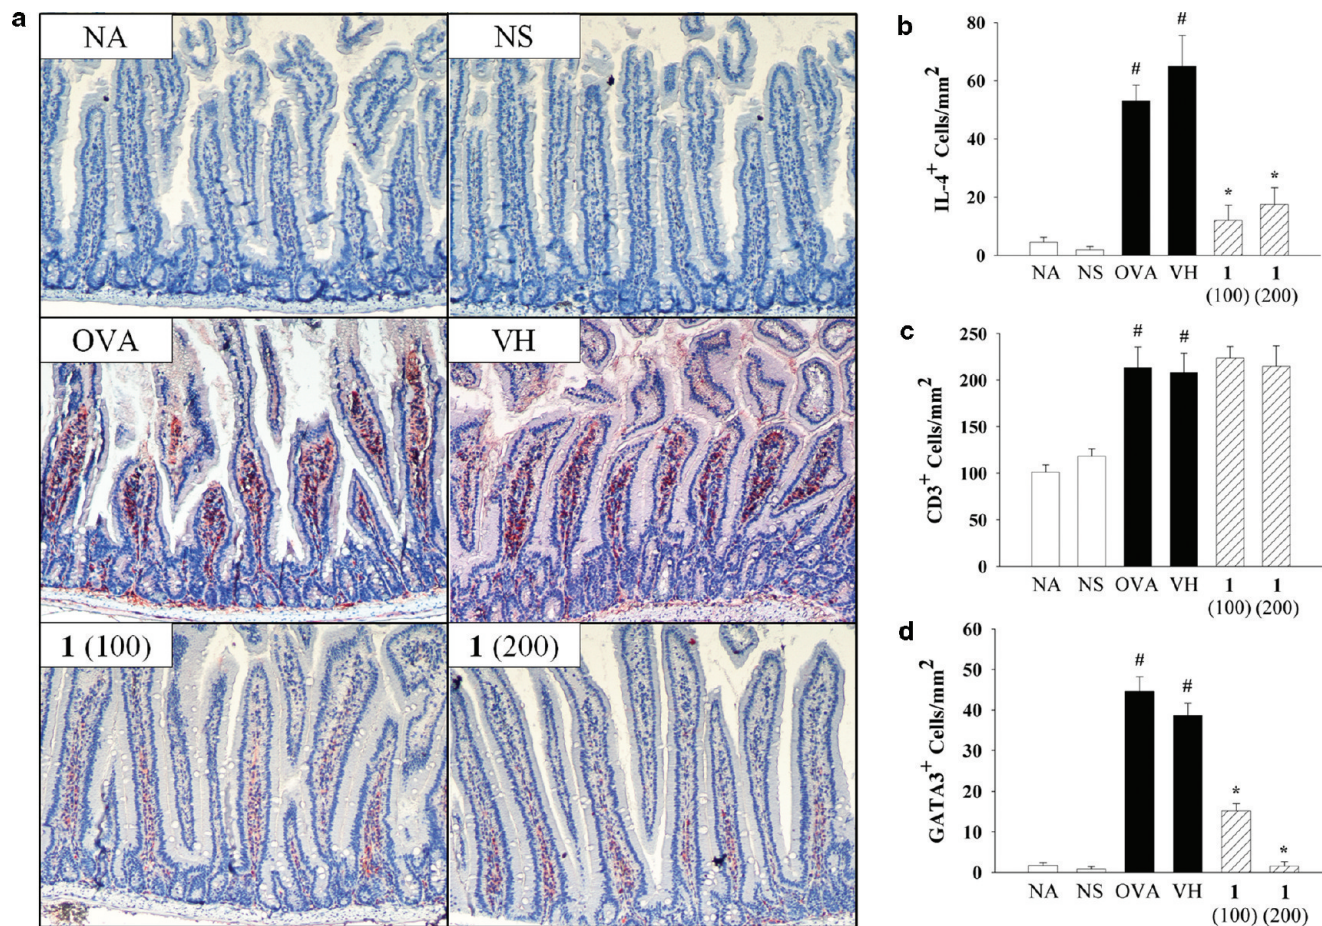 a
NA
NS
OVA
VH
1 (100)
1 (200)
b
IL-4+ Cells/mm2
80
60
40
20
0
#
#
*
*
NA NS OVA VH 1 1
(100) (200)
c
CD3+ Cells/mm2
250
200
150
100
50
0
#
#
NA NS OVA VH 1 1
(100) (200)
d
GATA3+ Cells/mm2
60
50
40
30
20
10
0
#
#
*
*
NA NS OVA VH 1 1
(100) (200)